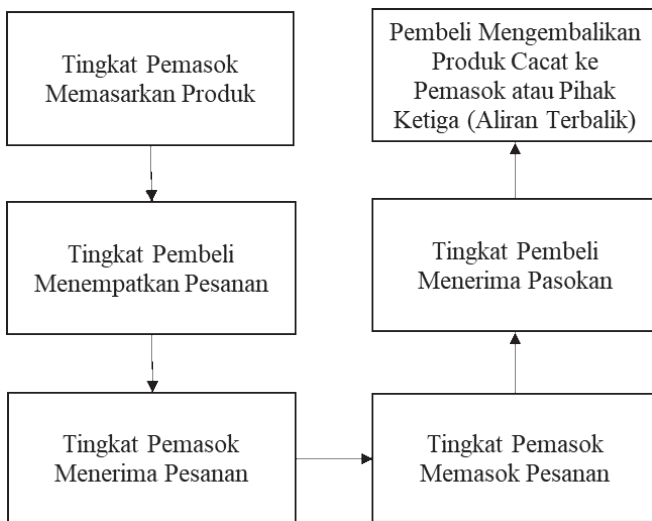 Tingkat Pemasok
Memasarkan Produk
Tingkat Pembeli
Menempatkan Pesanan
Tingkat Pemasok
Menerima Pesanan
Tingkat Pemasok
Memasok Pesanan
Tingkat Pembeli
Menerima Pasokan
Pembeli Mengembalikan
Produk Cacat ke
Pemasok atau Pihak
Ketiga (Aliran Terbalik)